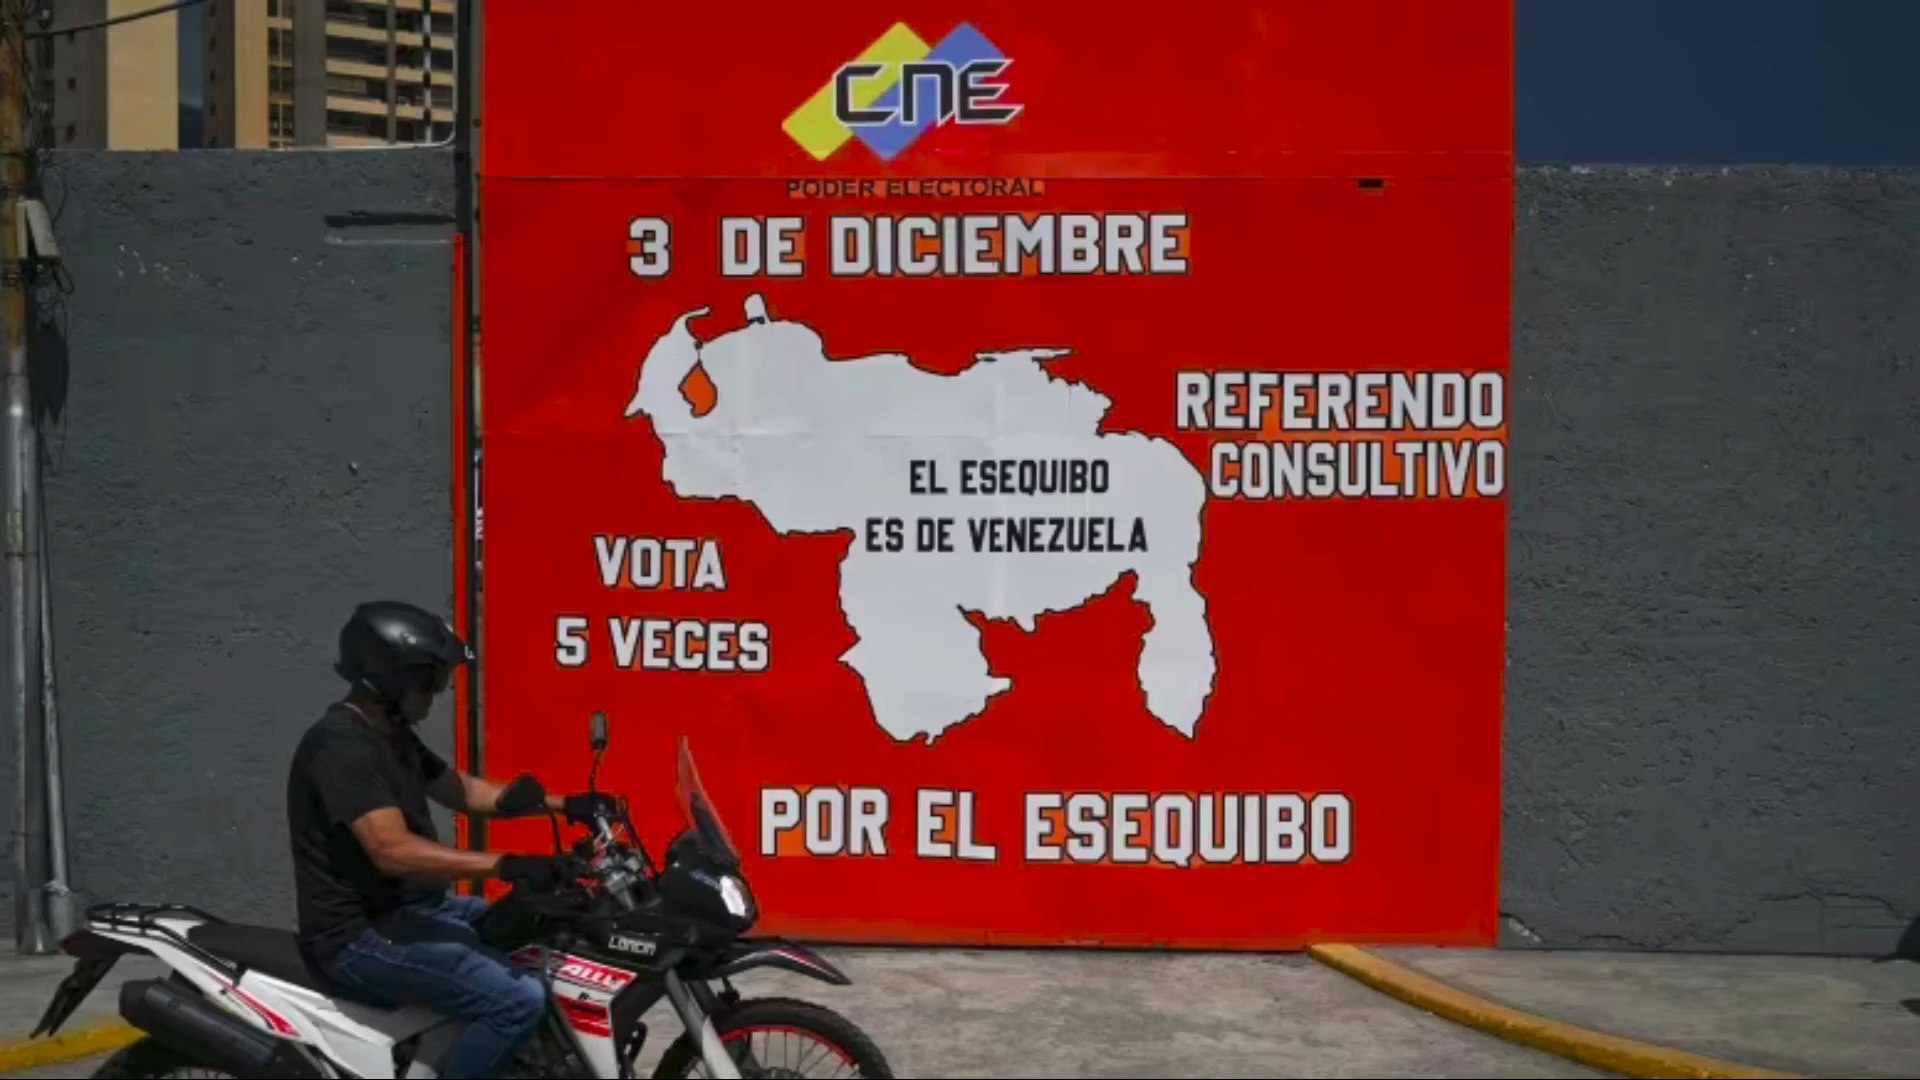 CNE
PODER ELECTORAL
3 DE DICIEMBRE
REFERENDO
CONSULTIVO
EL ESEQUIBO
ES DE VENEZUELA
VOTA
5 VECES
POR EL ESEQUIBO
LONCIN